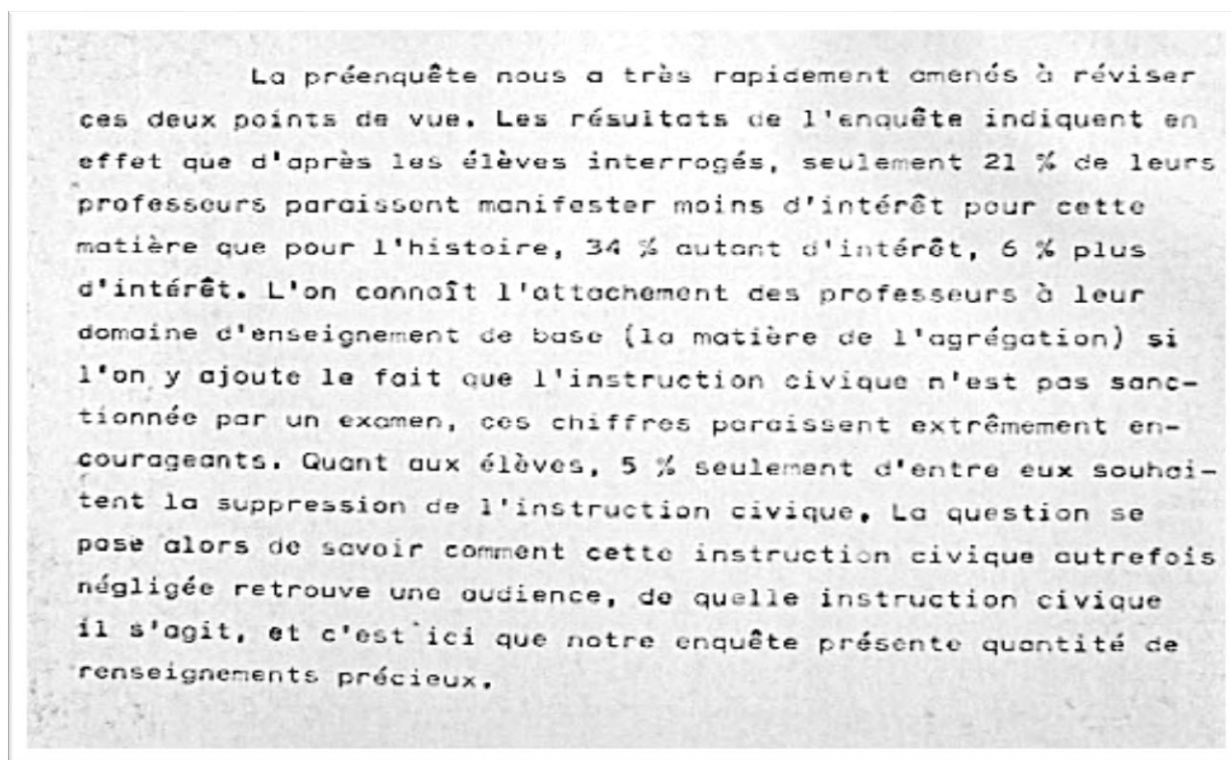 La préenquête nous a très rapidement amenés à réviser
ces deux points de vue. Les résultats de l'enquête indiquent en
effet que d'après les élèves interrogés, seulement 21 % de leurs
professeurs paraissent manifester moins d'intérêt pour cette
matière que pour l'histoire, 34 % autant d'intérêt, 6 % plus
d'intérêt. L'on connaît l'attachement des professeurs à leur
domaine d'enseignement de base (la matière de l'agrégation) si
l'on y ajoute le fait que l'instruction civique n'est pas sanc-
tionnée par un examen, ces chiffres paraissent extrêmement en-
courageants. Quant aux élèves, 5 % seulement d'entre eux souhai-
tent la suppression de l'instruction civique. La question se
pose alors de savoir comment cette instruction civique autrefois
négligée retrouve une audience, de quelle instruction civique
il s'agit, et c'est ici que notre enquête présente quantité de
renseignements précieux.